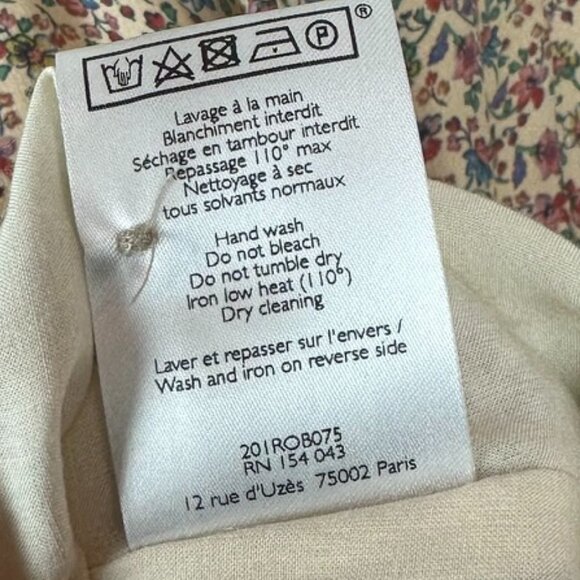 P
®
Lavage à la main
Blanchiment interdit
Séchage en tambour interdit
Repassage 110° max
Nettoyage à sec
tous solvants normaux
Hand wash
Do not bleach
Do not tumble dry
Iron low heat (110°)
Dry cleaning
Laver et repasser sur l'envers /
Wash and iron on reverse side
201ROB075
RN 154 043
12 rue d'Uzès 75002 Paris